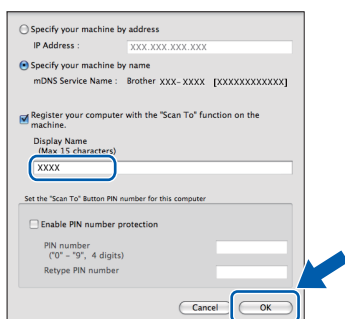 Specify your machine by address
IP Address : XXX.XXX.XXX.XXX
Specify your machine by name
mDNS Service Name : Brother XXX-XXXX [XXXXXXXXXXXX]
Register your computer with the "Scan To" function on the
machine.
Display Name
(Max 15 characters)
XXXX
Set the "Scan To" Button PIN number for this computer
Enable PIN number protection
PIN number
("0" – "9", 4 digits)
Retype PIN number
Cancel OK